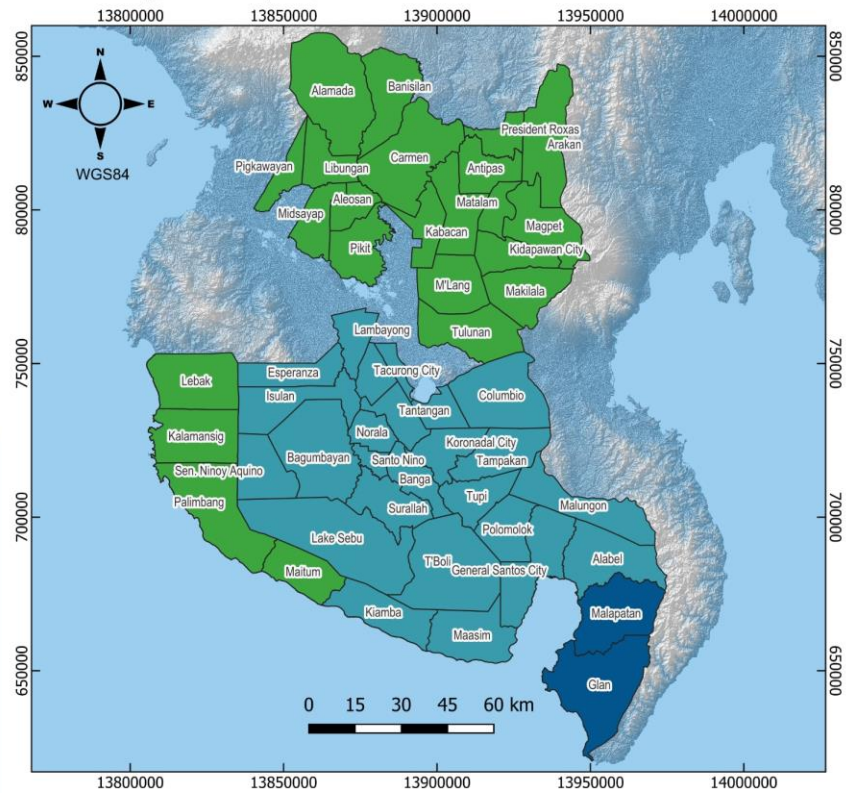 13800000 13850000 13900000 13950000 14000000
850000 850000
N
W E
S
WGS84
Alamada
Banisilan
President Roxas
Arakan
Carmen
Pigkawayan
Libungan
Antipas
Aleosan
Matalam
Midsayap
800000 800000
Magpet
Kabacan
Pikit
Kidapawan City
M'Lang
Makilala
Lambayong
Tulunan
750000 750000
Lebak
Esperanza
Tacurong City
Isulan
Columbio
Tantangan
Kalamansig
Norala
Koronadal City
Bagumbayan
Santo Nino
Tampakan
Sen. Ninoy Aquino
Banga
Palimbang
Tupi
Malungon
700000 700000
Surallah
Lake Sebu
Polomolok
T'Boli
Alabel
General Santos City
Maitum
Kiamba
Malapatan
Maasim
650000 650000
Glan
0 15 30 45 60 km
13800000 13850000 13900000 13950000 14000000